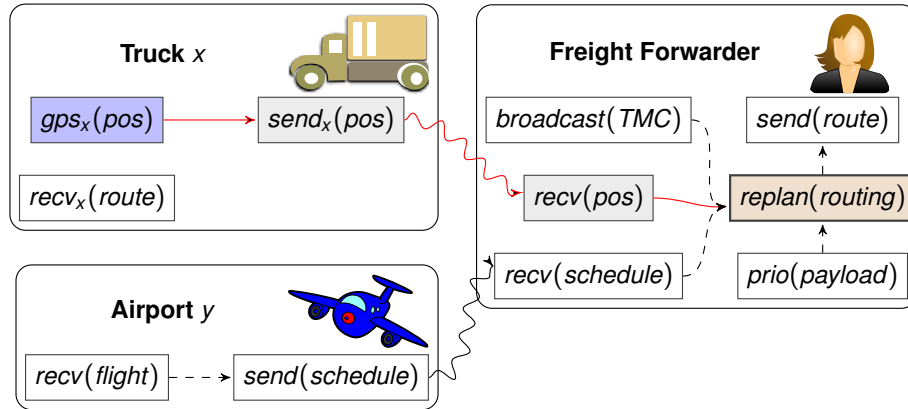 Truck x
gps_x(pos)
send_x(pos)
recv_x(route)
Airport y
recv(flight)
send(schedule)
Freight Forwarder
broadcast(TMC)
send(route)
recv(pos)
replan(routing)
recv(schedule)
prio(payload)